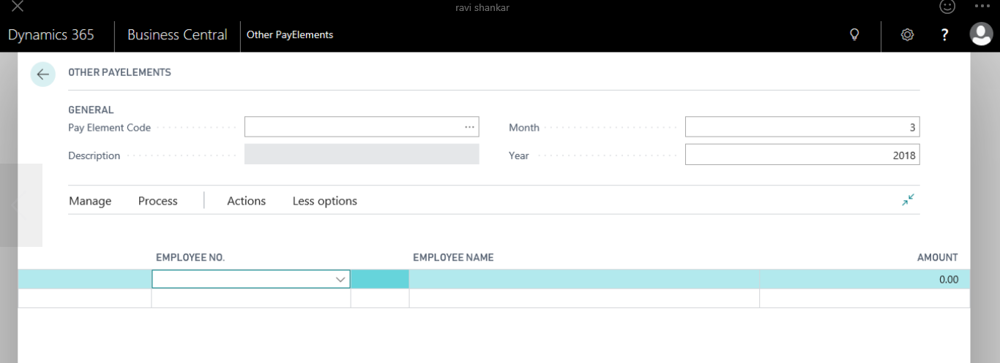 ravi shankar
Dynamics 365 Business Central Other PayElements ?
OTHER PAYELEMENTS
GENERAL
Pay Element Code ... Month 3
Description Year 2018
Manage Process Actions Less options
EMPLOYEE NO. EMPLOYEE NAME AMOUNT
0.00